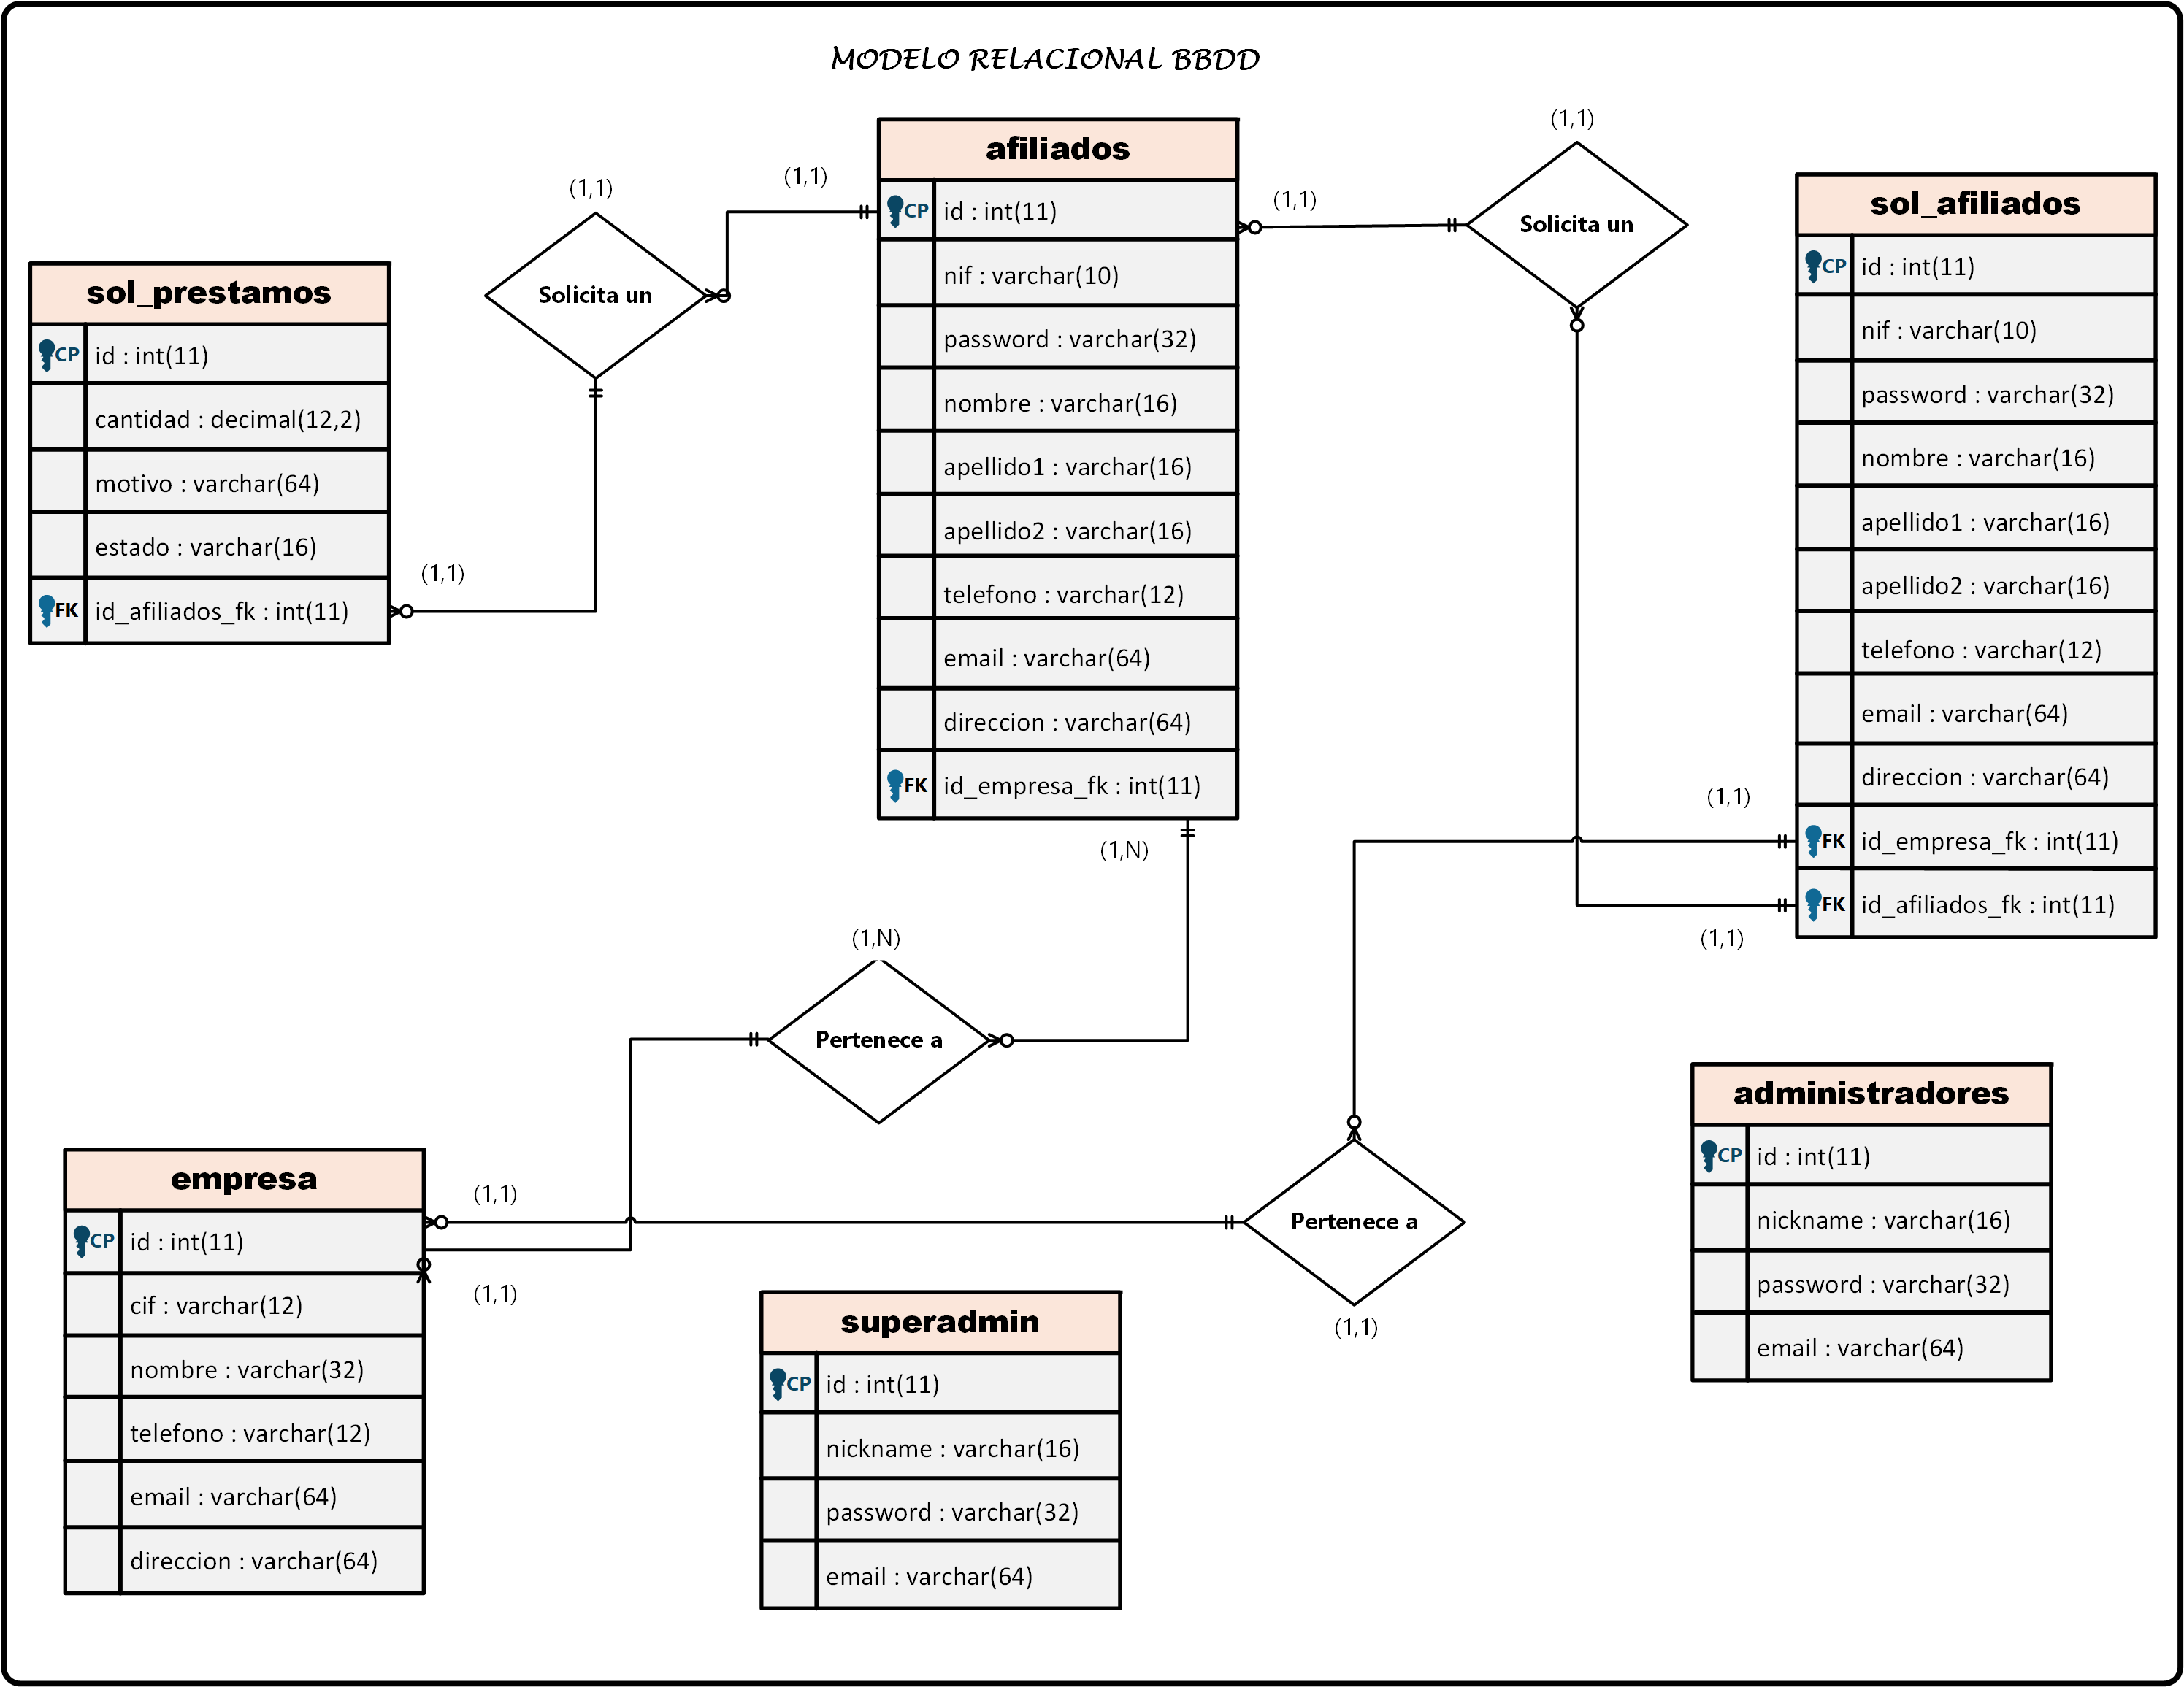 MODELO RELACIONAL BBDD
sol_prestamos
CP id : int(11)
cantidad : decimal(12,2)
motivo : varchar(64)
estado : varchar(16)
FK id_afiliados_fk : int(11)
(1,1)
(1,1)
Solicita un
(1,1)
afiliados
CP id : int(11)
nif : varchar(10)
password : varchar(32)
nombre : varchar(16)
apellido1 : varchar(16)
apellido2 : varchar(16)
telefono : varchar(12)
email : varchar(64)
direccion : varchar(64)
FK id_empresa_fk : int(11)
(1,1)
(1,1)
Solicita un
sol_afiliados
CP id : int(11)
nif : varchar(10)
password : varchar(32)
nombre : varchar(16)
apellido1 : varchar(16)
apellido2 : varchar(16)
telefono : varchar(12)
email : varchar(64)
direccion : varchar(64)
FK id_empresa_fk : int(11)
FK id_afiliados_fk : int(11)
(1,1)
(1,1)
(1,N)
(1,N)
Pertenece a
empresa
CP id : int(11)
cif : varchar(12)
nombre : varchar(32)
telefono : varchar(12)
email : varchar(64)
direccion : varchar(64)
(1,1)
(1,1)
Pertenece a
(1,1)
superadmin
CP id : int(11)
nickname : varchar(16)
password : varchar(32)
email : varchar(64)
administradores
CP id : int(11)
nickname : varchar(16)
password : varchar(32)
email : varchar(64)